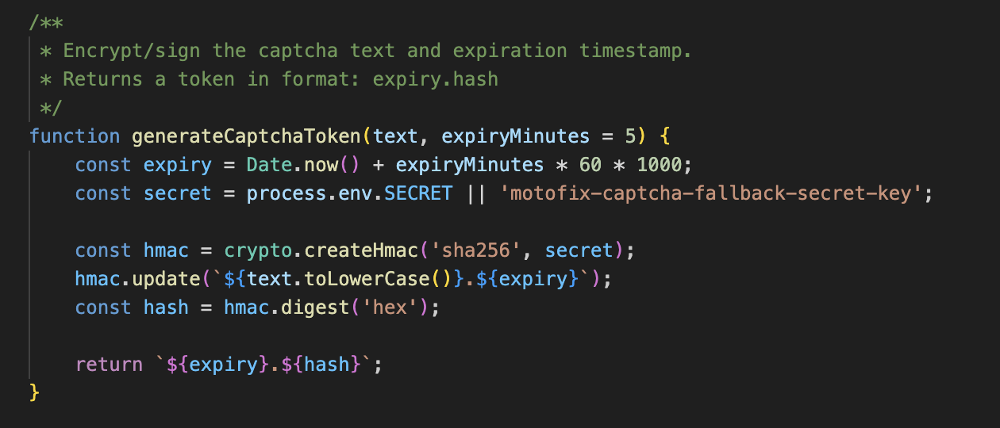 /**
 * Encrypt/sign the captcha text and expiration timestamp.
 * Returns a token in format: expiry.hash
 */
function generateCaptchaToken(text, expiryMinutes = 5) {
    const expiry = Date.now() + expiryMinutes * 60 * 1000;
    const secret = process.env.SECRET || 'motofix-captcha-fallback-secret-key';

    const hmac = crypto.createHmac('sha256', secret);
    hmac.update(`${text.toLowerCase()}.${expiry}`);
    const hash = hmac.digest('hex');

    return `${expiry}.${hash}`;
}